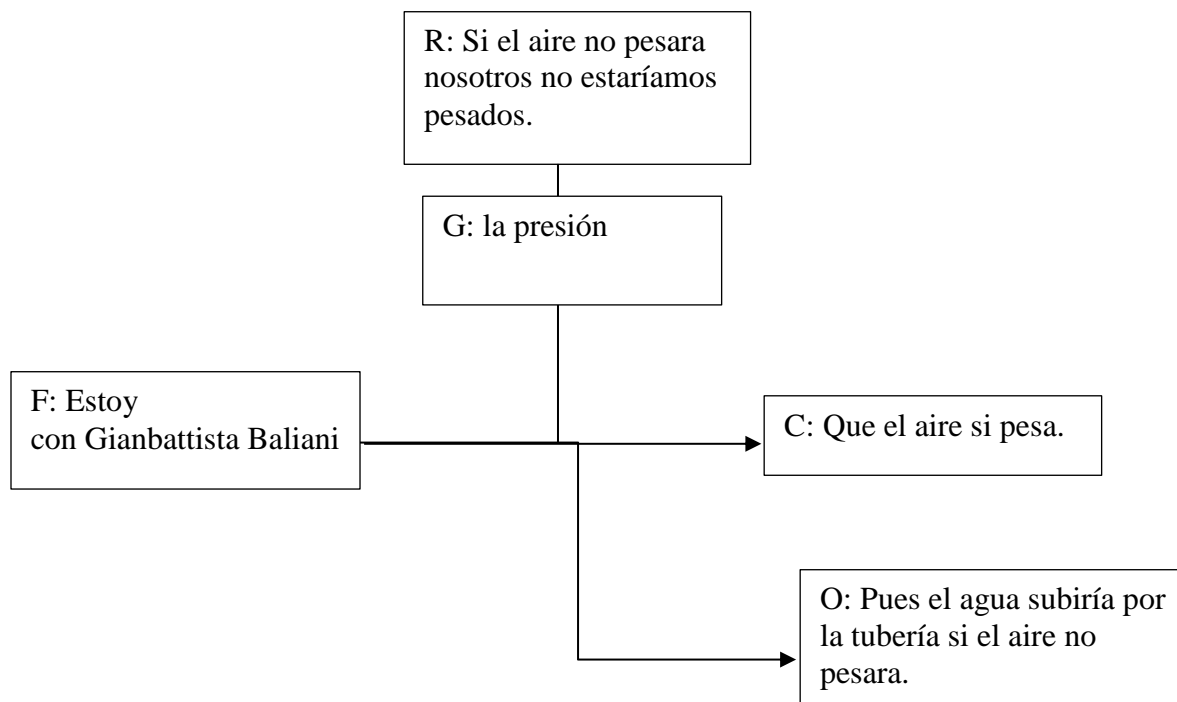 R: Si el aire no pesara
nosotros no estaríamos
pesados.
G: la presión
F: Estoy
con Gianbattista Baliani
C: Que el aire si pesa.
O: Pues el agua subiría por
la tubería si el aire no
pesara.